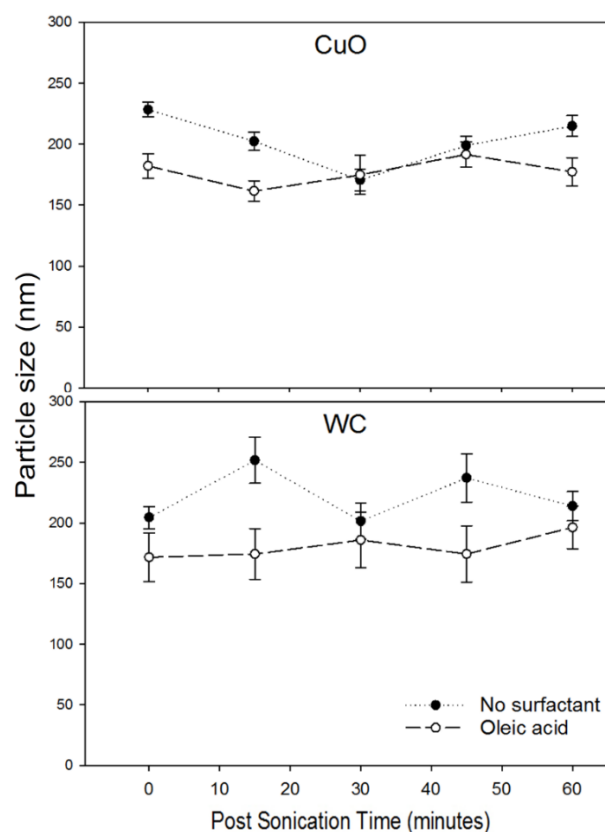 CuO
300
250
200
150
100
50
0
WC
300
250
200
150
100
50
0
Particle size (nm)
No surfactant
Oleic acid
0 10 20 30 40 50 60
Post Sonication Time (minutes)